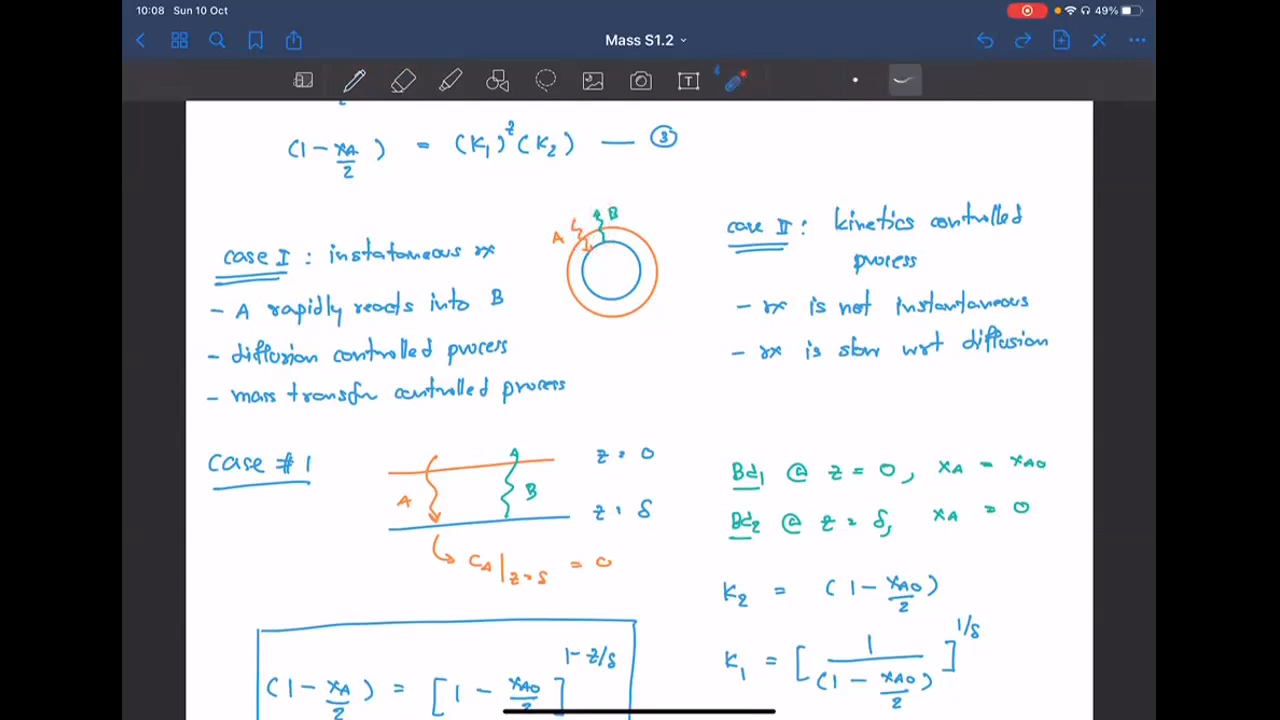 10:08 Sun 10 Oct
49%
Mass S1.2
T
(1 - xA/2) = (K1)^z (K2) — ③
A
B
case I : instataneous rx
- A rapidly reacts into B
- diffusion controlled process
- mass transfer controlled process
case II : kinetics controlled
process
- rx is not instantaneous
- rx is slow wrt diffusion
case #1
A
B
z = 0
z = δ
CA|z=δ = 0
Bd1 @ z = 0, xA = xA0
Bd2 @ z = δ, xA = 0
K2 = (1 - xA0/2)
K1 = [1/(1 - xA0/2)]^1/δ
(1 - xA/2) = [1 - xA0/2]^1-z/δ